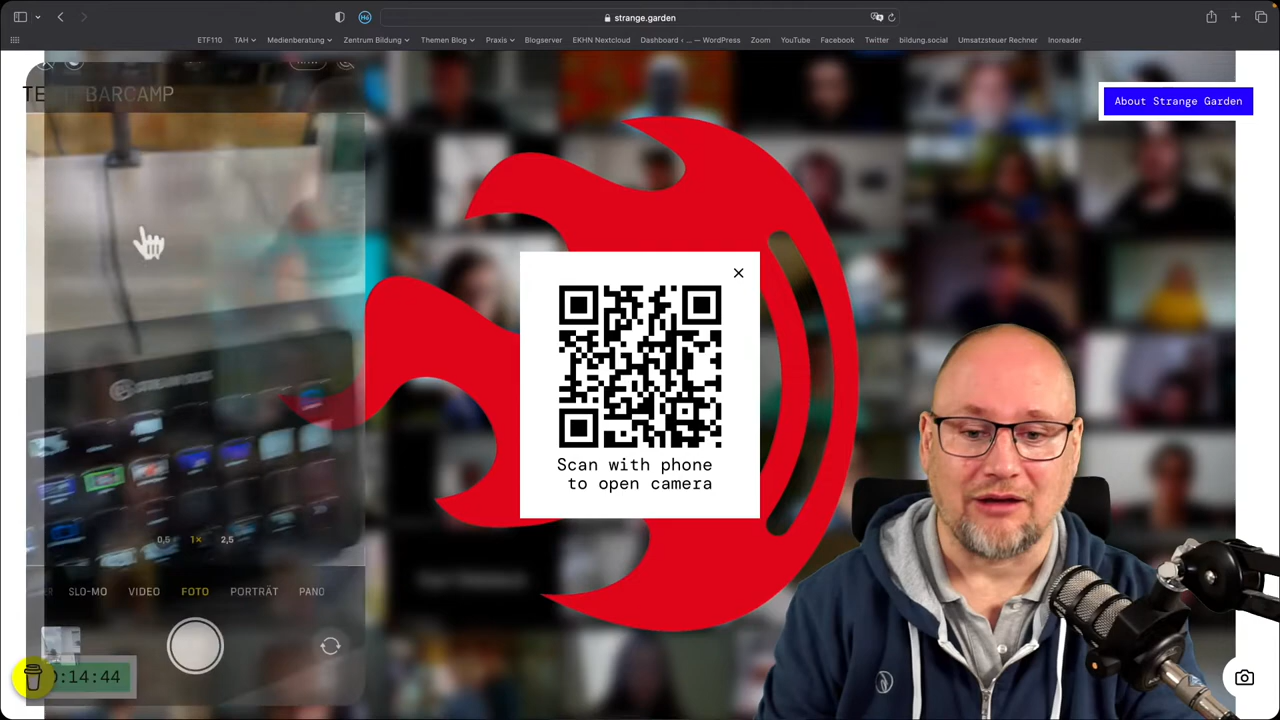 strange.garden
ETF110 TAH Medienberatung Zentrum Bildung Themen Blog Praxis Blogserver EKHN Nextcloud Dashboard ‹ ... — WordPress Zoom YouTube Facebook Twitter bildung.social Umsatzsteuer Rechner Inoreader
BARCAMP
About Strange Garden
Scan with phone
to open camera
0,5 1× 2,5
SLO-MO VIDEO FOTO PORTRÄT PANO
:14:44